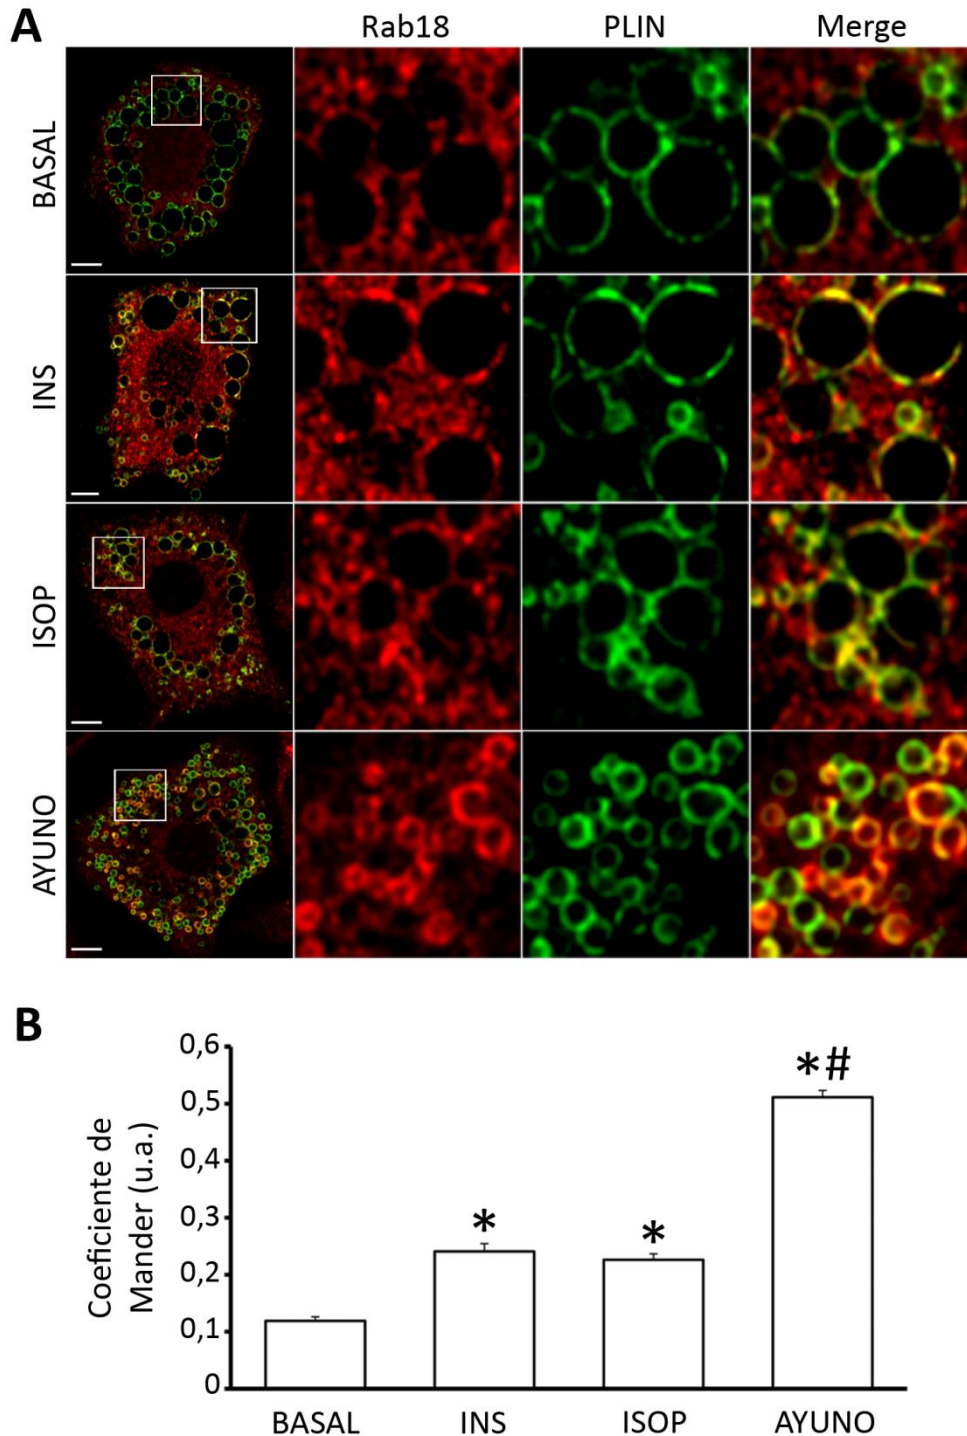 A
Rab18 PLIN Merge
BASAL
INS
ISOP
AYUNO
B
Coeficiente de
Mander (u.a.)
0,6
0,5
0,4
0,3
0,2
0,1
0
*
*
*#
BASAL INS ISOP AYUNO